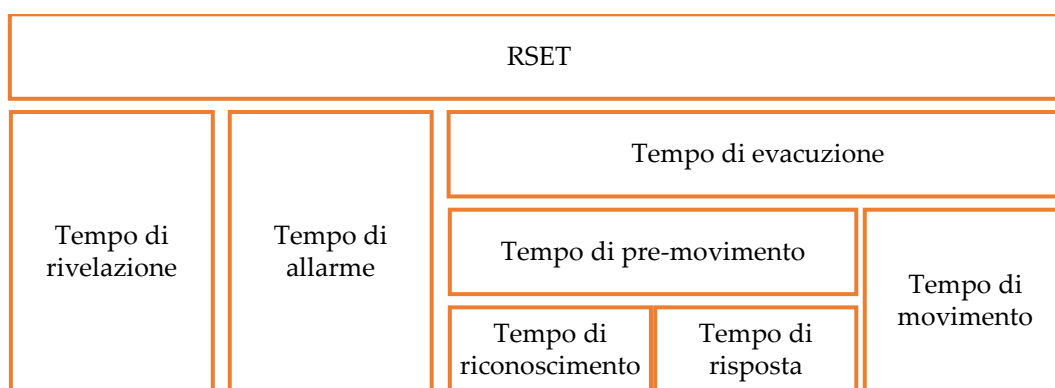 RSET
Tempo di evacuzione
Tempo di
rivelazione
Tempo di
allarme
Tempo di pre-movimento
Tempo di
movimento
Tempo di
riconoscimento
Tempo di
risposta